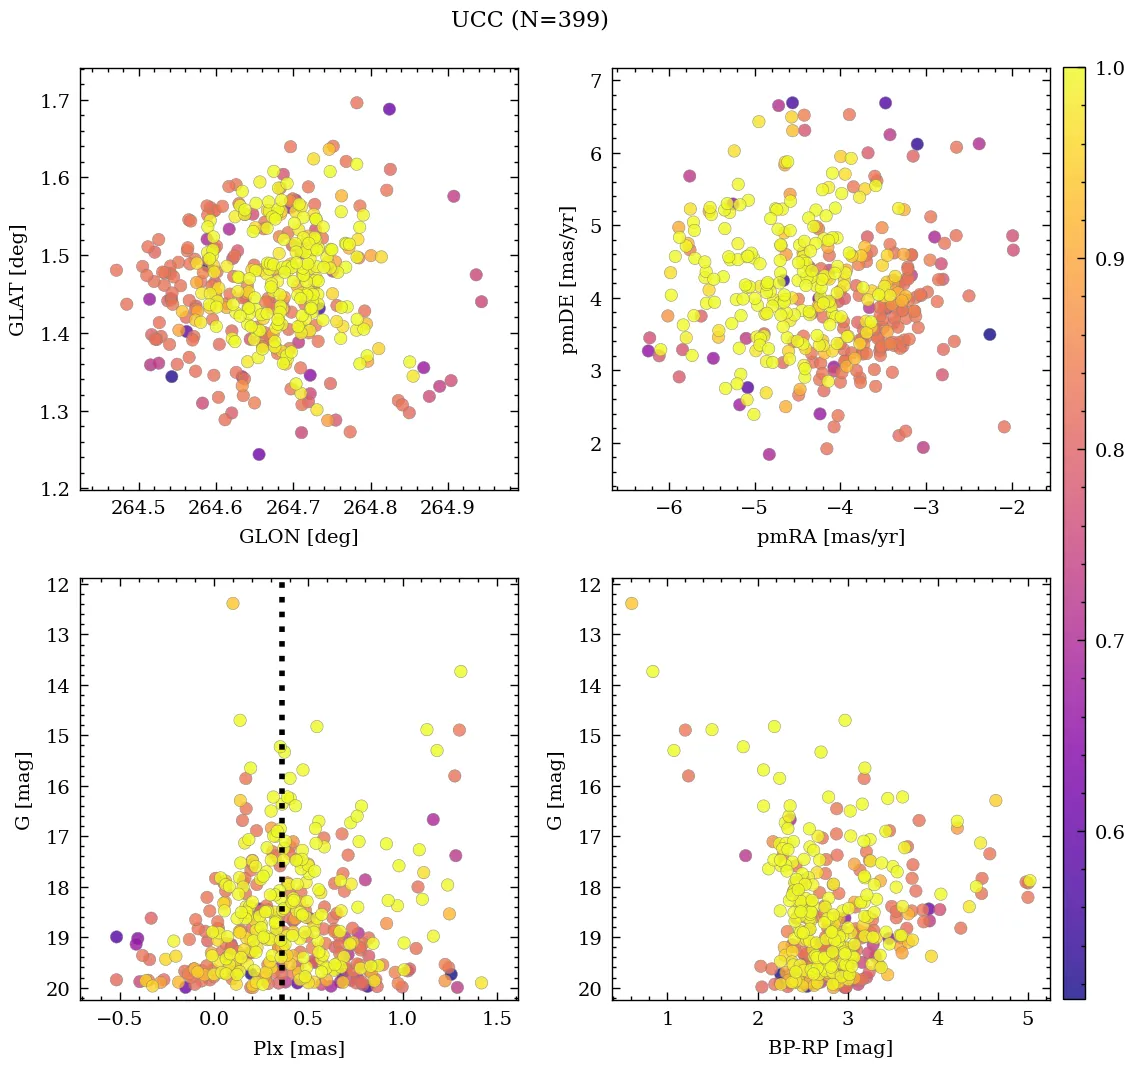 UCC (N=399)
1.7
1.6
1.5
1.4
1.3
1.2
GLAT [deg]
264.5 264.6 264.7 264.8 264.9
GLON [deg]
7
6
5
4
3
2
pmDE [mas/yr]
−6 −5 −4 −3 −2
pmRA [mas/yr]
1.0
0.9
0.8
0.7
0.6
12
13
14
15
16
17
18
19
20
G [mag]
−0.5 0.0 0.5 1.0 1.5
Plx [mas]
12
13
14
15
16
17
18
19
20
G [mag]
1 2 3 4 5
BP-RP [mag]